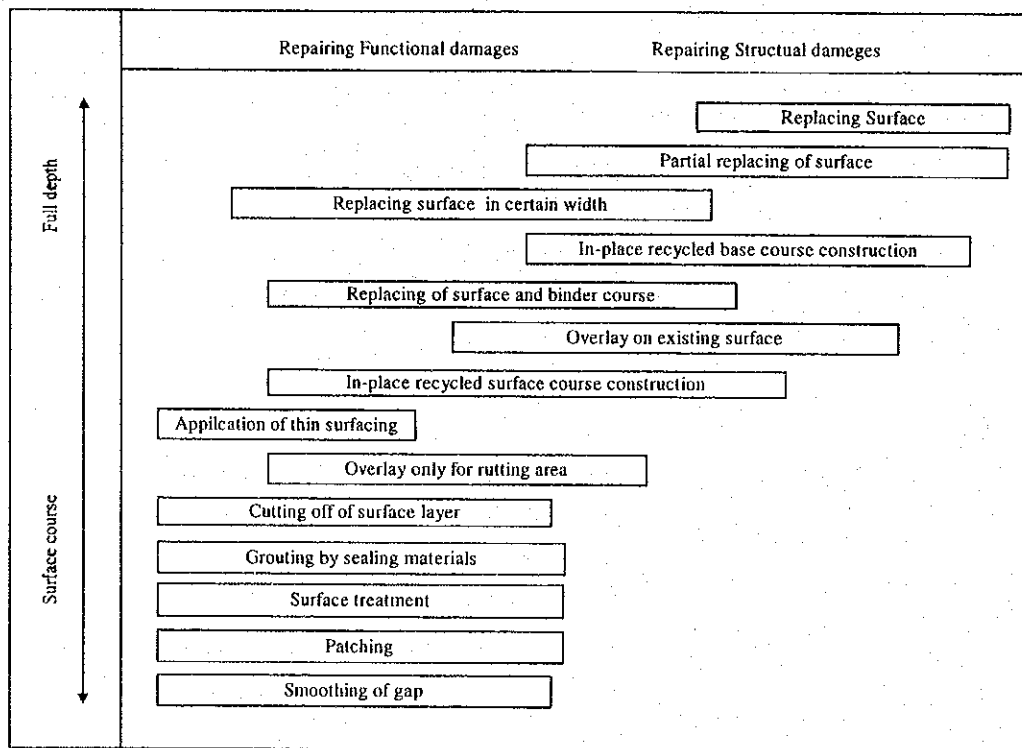 Repairing Functional damages
Repairing Structual dameges
Full depth
Surface course
Replacing Surface
Partial replacing of surface
Replacing surface in certain width
In-place recycled base course construction
Replacing of surface and binder course
Overlay on existing surface
In-place recycled surface course construction
Appilcation of thin surfacing
Overlay only for rutting area
Cutting off of surface layer
Grouting by sealing materials
Surface treatment
Patching
Smoothing of gap